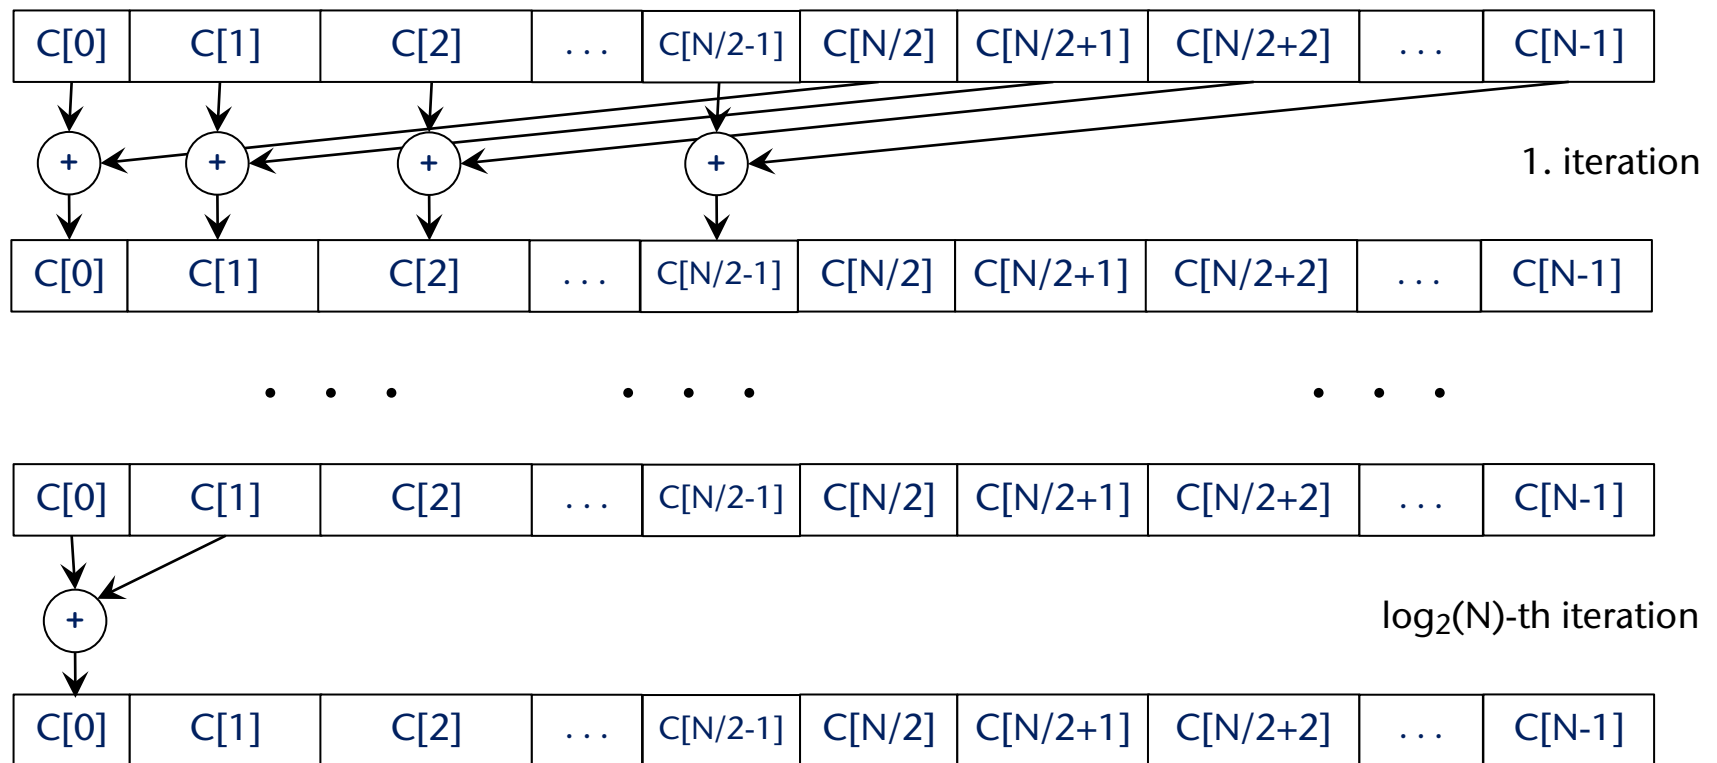 C[0] C[1] C[2] ... C[N/2-1] C[N/2] C[N/2+1] C[N/2+2] ... C[N-1]
+ + + +
1. iteration
C[0] C[1] C[2] ... C[N/2-1] C[N/2] C[N/2+1] C[N/2+2] ... C[N-1]
. . . . . . . . .
C[0] C[1] C[2] ... C[N/2-1] C[N/2] C[N/2+1] C[N/2+2] ... C[N-1]
+
log₂(N)-th iteration
C[0] C[1] C[2] ... C[N/2-1] C[N/2] C[N/2+1] C[N/2+2] ... C[N-1]